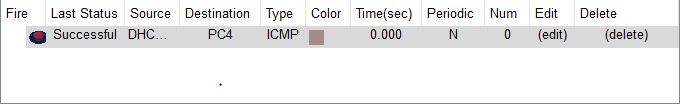 Fire Last Status Source Destination Type Color Time(sec) Periodic Num Edit Delete
Successful DHC... PC4 ICMP 0.000 N 0 (edit) (delete)